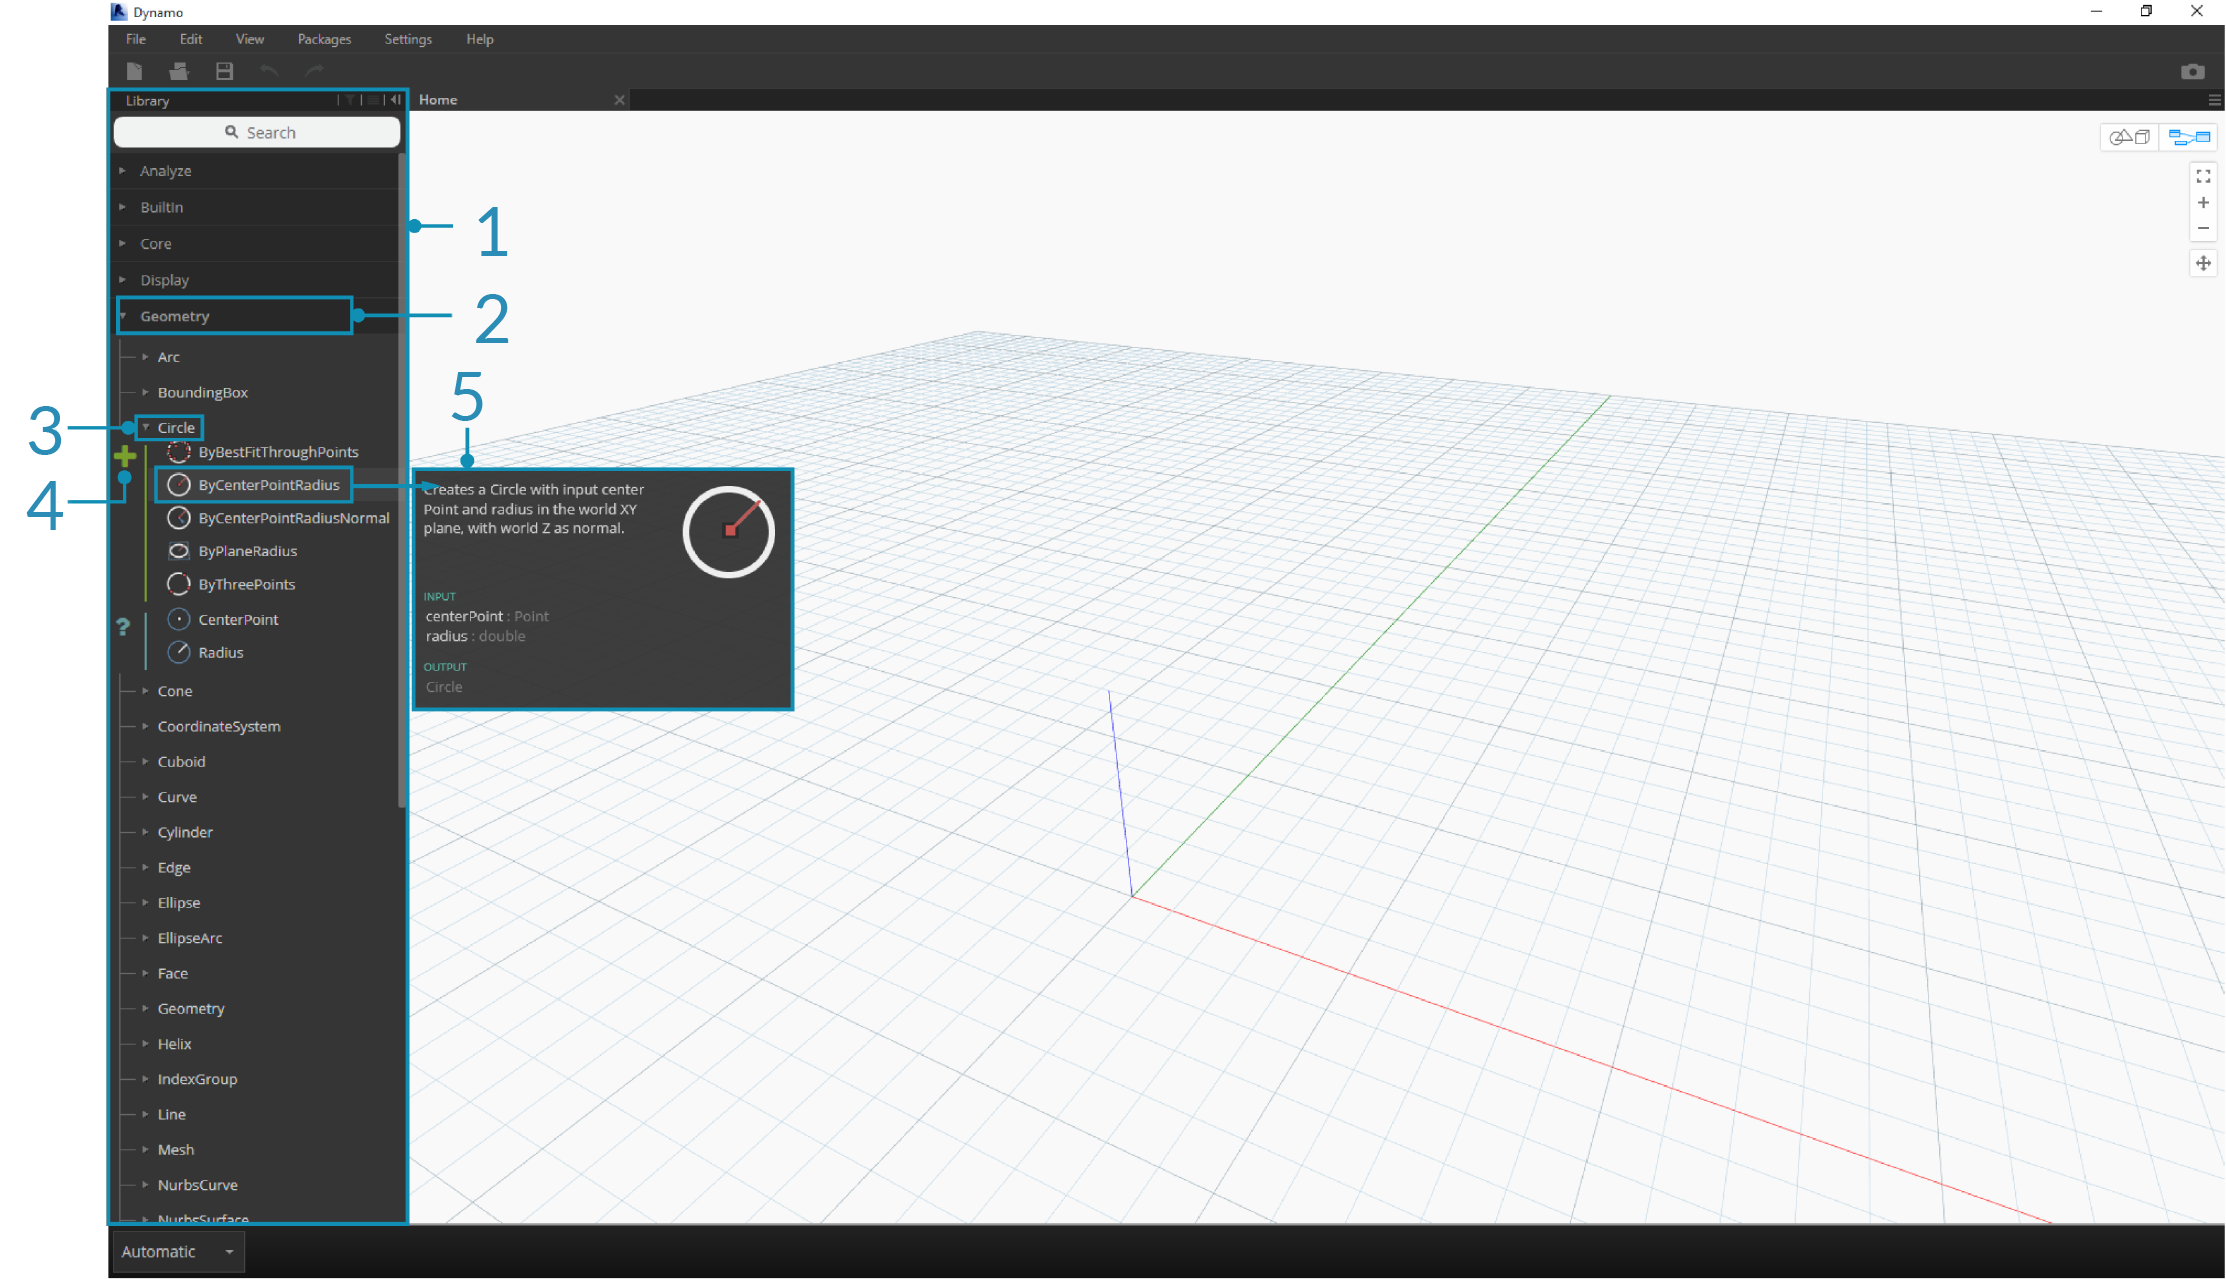 Dynamo
File Edit View Packages Settings Help
Library
Home
Search
Analyze
BuiltIn
Core
Display
Geometry
1
2
Arc
BoundingBox
3
Circle
4
ByBestFitThroughPoints
ByCenterPointRadius
ByCenterPointRadiusNormal
ByPlaneRadius
ByThreePoints
?
CenterPoint
Radius
5
Creates a Circle with input center
Point and radius in the world XY
plane, with world Z as normal.
INPUT
centerPoint : Point
radius : double
OUTPUT
Circle
Cone
CoordinateSystem
Cuboid
Curve
Cylinder
Edge
Ellipse
EllipseArc
Face
Geometry
Helix
IndexGroup
Line
Mesh
NurbsCurve
NurbsSurface
Automatic